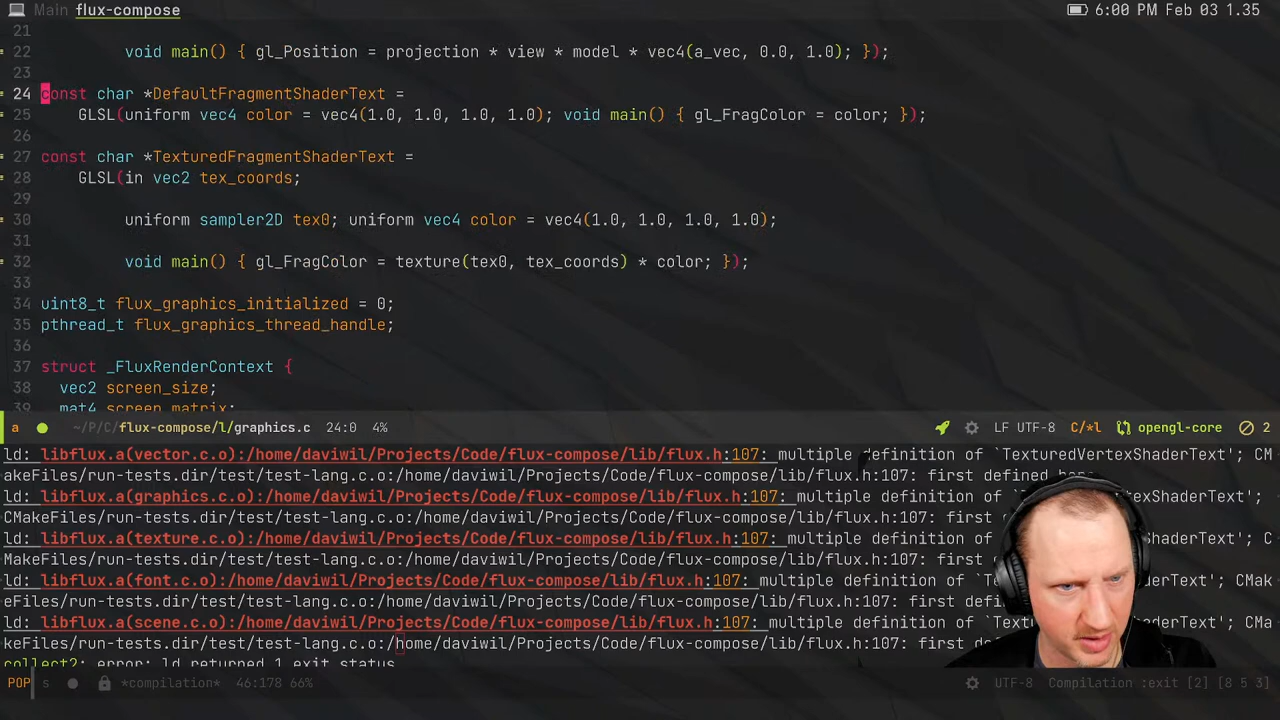 Main flux-compose 6:00 PM Feb 03 1.35
21
22 void main() { gl_Position = projection * view * model * vec4(a_vec, 0.0, 1.0); });
23
24 const char *DefaultFragmentShaderText =
25 GLSL(uniform vec4 color = vec4(1.0, 1.0, 1.0, 1.0); void main() { gl_FragColor = color; });
26
27 const char *TexturedFragmentShaderText =
28 GLSL(in vec2 tex_coords;
29
30 uniform sampler2D tex0; uniform vec4 color = vec4(1.0, 1.0, 1.0, 1.0);
31
32 void main() { gl_FragColor = texture(tex0, tex_coords) * color; });
33
34 uint8_t flux_graphics_initialized = 0;
35 pthread_t flux_graphics_thread_handle;
36
37 struct _FluxRenderContext {
38 vec2 screen_size;
39 mat4 screen_matrix;
a ~/P/C/flux-compose/l/graphics.c 24:0 4% LF UTF-8 C/*l opengl-core 2
ld: libflux.a(vector.c.o):/home/daviwil/Projects/Code/flux-compose/lib/flux.h:107: multiple definition of `TexturedVertexShaderText'; CM
akeFiles/run-tests.dir/test/test-lang.c.o:/home/daviwil/Projects/Code/flux-compose/lib/flux.h:107: first defined here
ld: libflux.a(graphics.c.o):/home/daviwil/Projects/Code/flux-compose/lib/flux.h:107: multiple definition of `TexturedVertexShaderText';
CMakeFiles/run-tests.dir/test/test-lang.c.o:/home/daviwil/Projects/Code/flux-compose/lib/flux.h:107: first
ld: libflux.a(texture.c.o):/home/daviwil/Projects/Code/flux-compose/lib/flux.h:107: multiple definition of ShaderText'; C
MakeFiles/run-tests.dir/test/test-lang.c.o:/home/daviwil/Projects/Code/flux-compose/lib/flux.h:107: first
ld: libflux.a(font.c.o):/home/daviwil/Projects/Code/flux-compose/lib/flux.h:107: multiple definition of ShaderText'; CMak
eFiles/run-tests.dir/test/test-lang.c.o:/home/daviwil/Projects/Code/flux-compose/lib/flux.h:107: first
ld: libflux.a(scene.c.o):/home/daviwil/Projects/Code/flux-compose/lib/flux.h:107: multiple definition of ShaderText'; CMa
keFiles/run-tests.dir/test/test-lang.c.o:/home/daviwil/Projects/Code/flux-compose/lib/flux.h:107: first
collect2: error: ld returned 1 exit status
POP s *compilation* 46:178 66% UTF-8 Compilation :exit [2] [8 5 3]